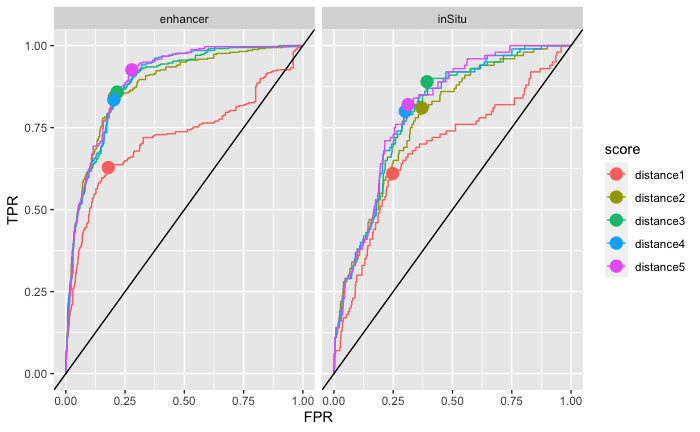 enhancer
inSitu
1.00
0.75
0.50
0.25
0.00
TPR
0.00 0.25 0.50 0.75 1.00
0.00 0.25 0.50 0.75 1.00
FPR
score
distance1
distance2
distance3
distance4
distance5